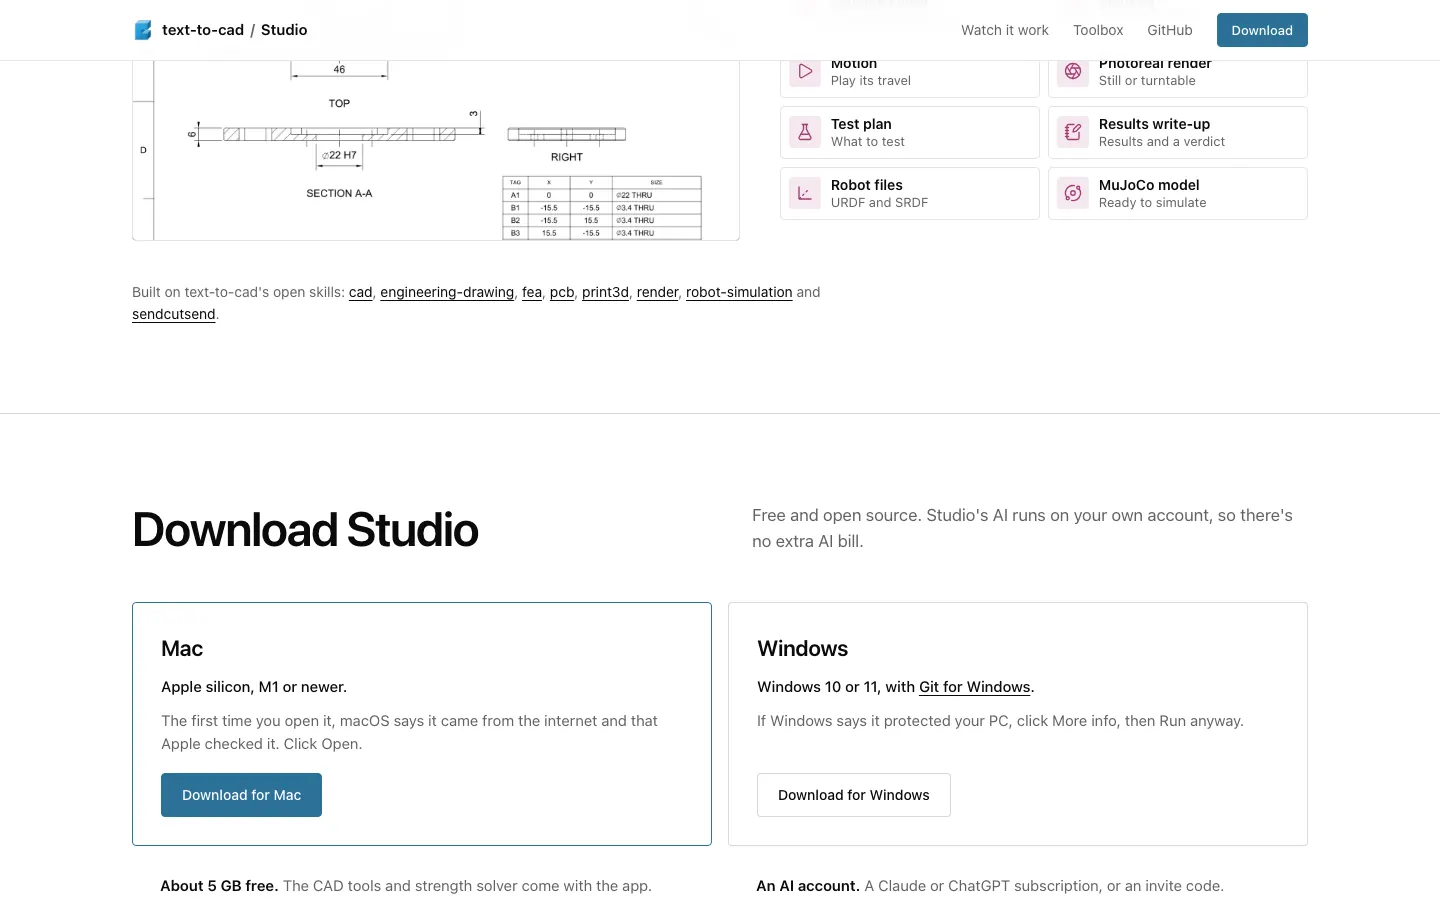 text-to-cad / Studio
Watch it work
Toolbox
GitHub
Download
46
TOP
6
3
D
⌀22 H7
RIGHT
SECTION A-A
TAG X Y SIZE
A1 0 0 ⌀22 THRU
B1 -15.5 -15.5 ⌀3.4 THRU
B2 -15.5 15.5 ⌀3.4 THRU
B3 15.5 -15.5 ⌀3.4 THRU
Motion
Play its travel
Photoreal render
Still or turntable
Test plan
What to test
Results write-up
Results and a verdict
Robot files
URDF and SRDF
MuJoCo model
Ready to simulate
Built on text-to-cad's open skills: cad, engineering-drawing, fea, pcb, print3d, render, robot-simulation and
sendcutsend.
Download Studio
Free and open source. Studio's AI runs on your own account, so there's
no extra AI bill.
Mac
Apple silicon, M1 or newer.
The first time you open it, macOS says it came from the internet and that
Apple checked it. Click Open.
Download for Mac
Windows
Windows 10 or 11, with Git for Windows.
If Windows says it protected your PC, click More info, then Run anyway.
Download for Windows
About 5 GB free. The CAD tools and strength solver come with the app.
An AI account. A Claude or ChatGPT subscription, or an invite code.